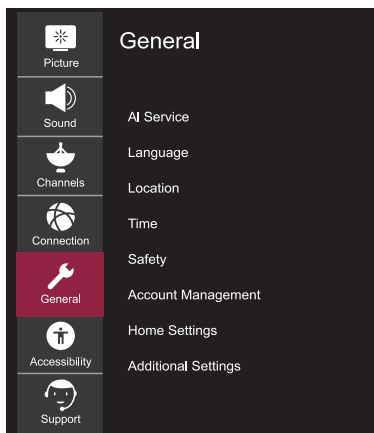 Picture
Sound
Channels
Connection
General
Accessibility
Support
General
AI Service
Language
Location
Time
Safety
Account Management
Home Settings
Additional Settings